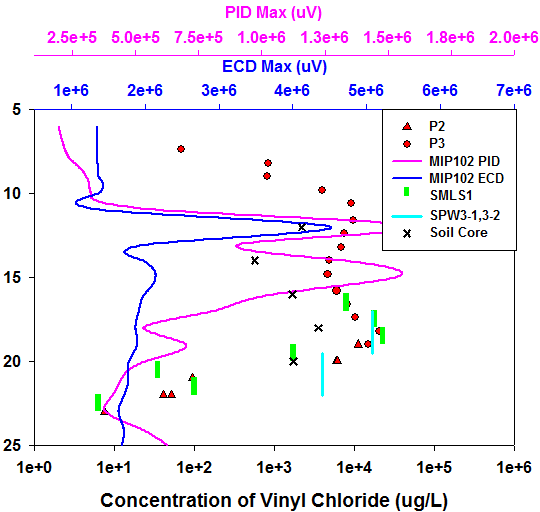 PID Max (uV)
2.5e+5 5.0e+5 7.5e+5 1.0e+6 1.3e+6 1.5e+6 1.8e+6 2.0e+6
ECD Max (uV)
1e+6 2e+6 3e+6 4e+6 5e+6 6e+6 7e+6
5
10
15
20
25
P2
P3
MIP102 PID
MIP102 ECD
SMLS1
SPW3-1,3-2
Soil Core
1e+0 1e+1 1e+2 1e+3 1e+4 1e+5 1e+6
Concentration of Vinyl Chloride (ug/L)